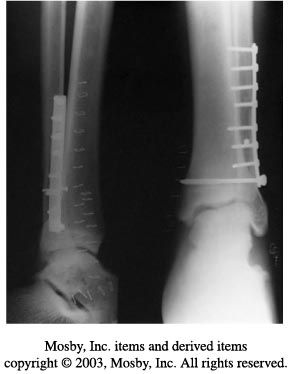 Mosby, Inc. items and derived items
copyright © 2003, Mosby, Inc. All rights reserved.